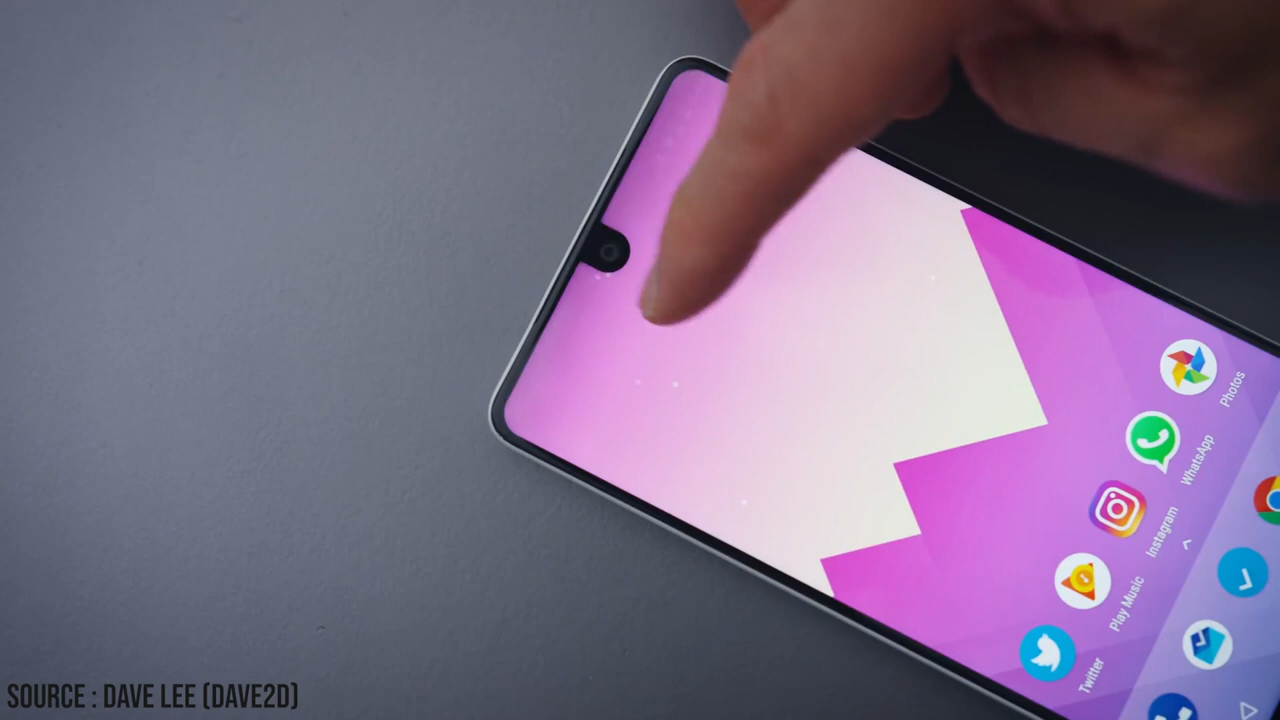 Photos
WhatsApp
Instagram
Play Music
Twitter
SOURCE : DAVE LEE (DAVE2D)